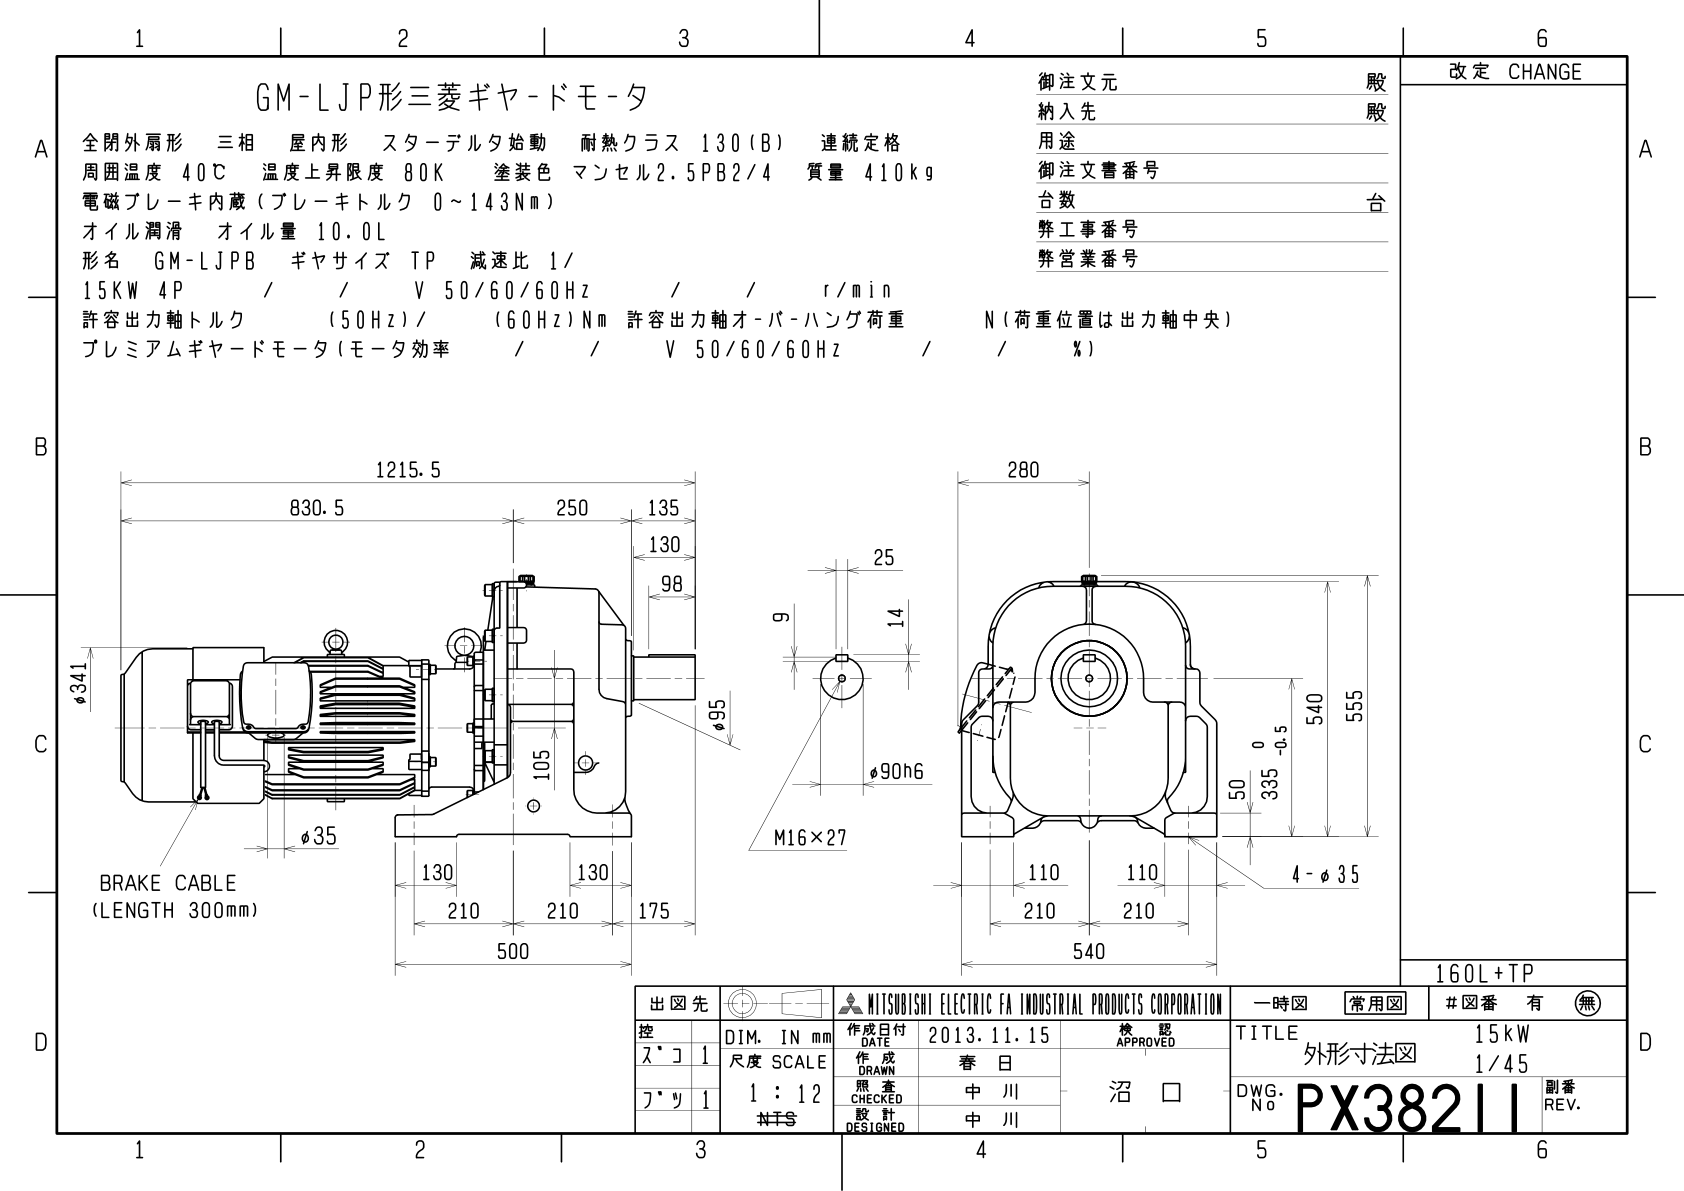 1 2 3 4 5 6
A A
B B
C C
D D
改定 CHANGE
GM-LJP形三菱ギヤードモータ
全閉外扇形 三相 屋内形 スターデルタ始動 耐熱クラス 130(B) 連続定格
周囲温度 40℃ 温度上昇限度 80K 塗装色 マンセル2.5PB2/4 質量 410kg
電磁ブレーキ内蔵(ブレーキトルク 0~143Nm)
オイル潤滑 オイル量 10.0L
形名 GM-LJPB ギヤサイズ TP 減速比 1/
15KW 4P / / V 50/60/60Hz / / r/min
許容出力軸トルク (50Hz)/ (60Hz)Nm 許容出力軸オーバーハング荷重 N(荷重位置は出力軸中央)
プレミアムギヤードモータ(モータ効率 / / V 50/60/60Hz / / %)
御注文元 殿
納入先 殿
用途
御注文書番号
台数 台
弊工事番号
弊営業番号
1215.5
830.5 250 135
130
98
φ341
φ95
105
φ35
BRAKE CABLE
(LENGTH 300mm)
130 130
210 210 175
500
25
9
14
φ90h6
M16×27
280
540
555
335 0 -0.5
50
110 110
4-φ35
210 210
540
160L+TP
出図先
控
ズコ 1
ブツ 1
DIM. IN mm
尺度 SCALE
1 : 12
NTS
MITSUBISHI ELECTRIC FA INDUSTRIAL PRODUCTS CORPORATION
作成日付 DATE 2013.11.15
作成 DRAWN 春日
照査 CHECKED 中川
設計 DESIGNED 中川
検認 APPROVED
沼口
一時図 常用図 #図番 有 無
TITLE 15kW
外形寸法図 1/45
DWG. No PX38211
副番 REV.
1 2 3 4 5 6